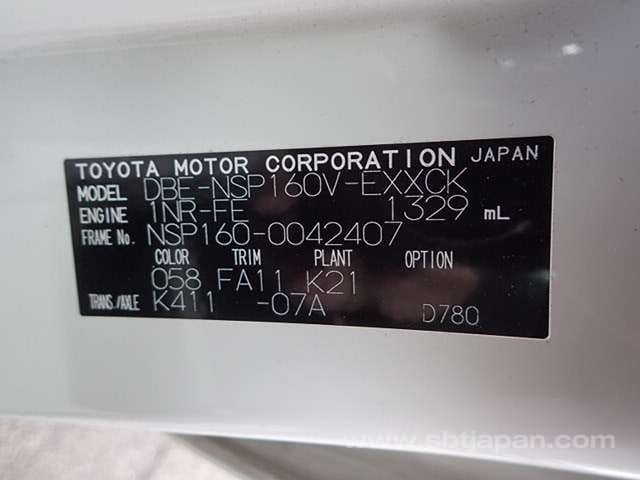 TOYOTA MOTOR CORPORATION JAPAN
MODEL DBE-NSP160V-EXXCK
ENGINE 1NR-FE 1329 mL
FRAME No. NSP160-0042407
COLOR TRIM PLANT OPTION
058 FA11 K21
TRANS./AXLE K411 -07A D780
www.sbtjapan.com